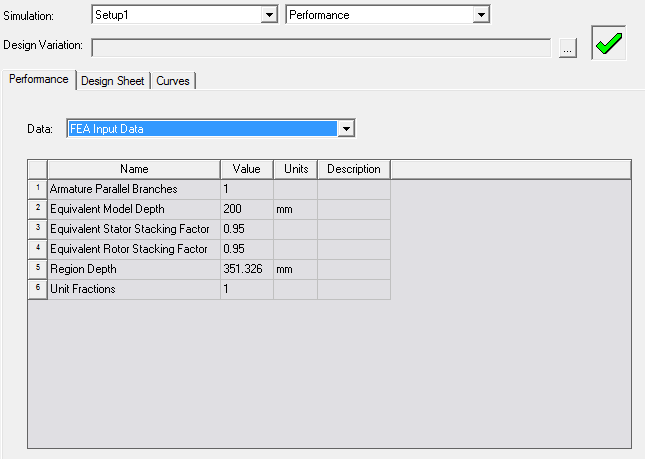 Simulation: Setup1 Performance
Design Variation: ...
Performance Design Sheet Curves
Data: FEA Input Data
Name Value Units Description
1 Armature Parallel Branches 1
2 Equivalent Model Depth 200 mm
3 Equivalent Stator Stacking Factor 0.95
4 Equivalent Rotor Stacking Factor 0.95
5 Region Depth 351.326 mm
6 Unit Fractions 1